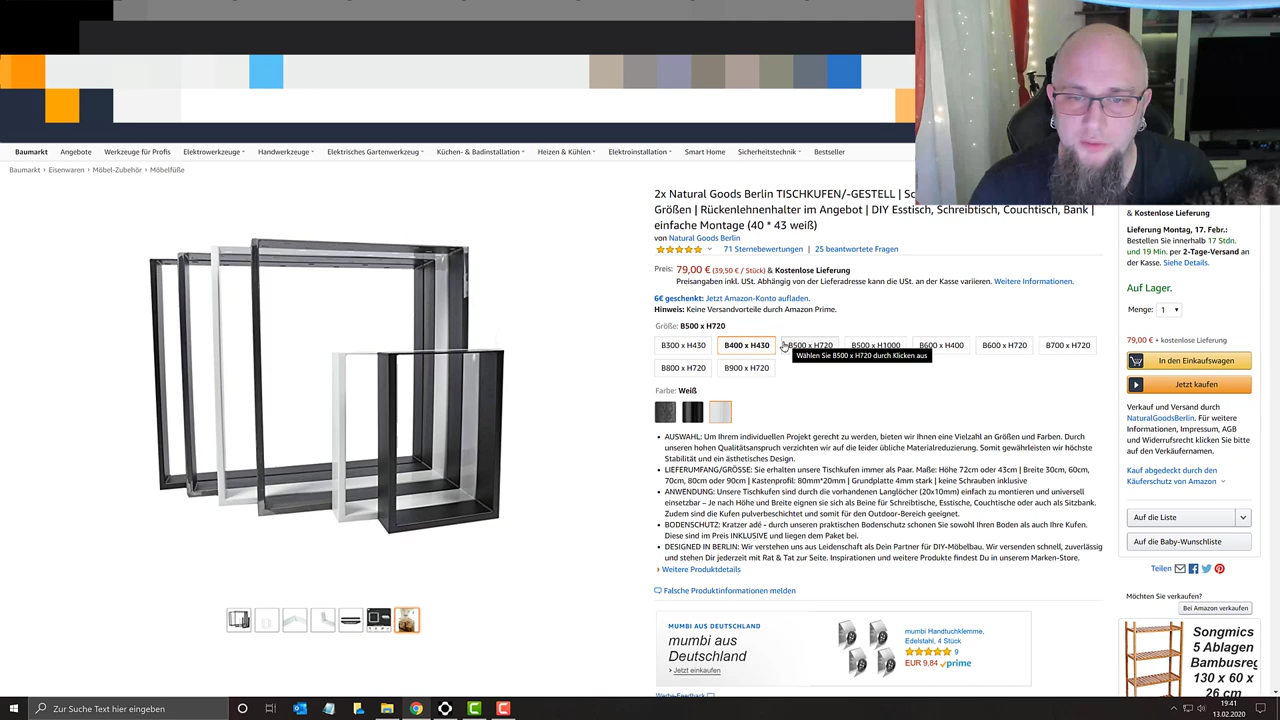 Baumarkt Angebote Werkzeuge für Profis Elektrowerkzeuge Handwerkzeuge Elektrisches Gartenwerkzeug Küchen- & Badinstallation Heizen & Kühlen Elektroinstallation Smart Home Sicherheitstechnik Bestseller
Baumarkt › Eisenwaren › Möbel-Zubehör › Möbelfüße
2x Natural Goods Berlin TISCHKUFEN/-GESTELL |
Größen | Rückenlehnenhalter im Angebot | DIY Esstisch, Schreibtisch, Couchtisch, Bank |
einfache Montage (40 * 43 weiß)
von Natural Goods Berlin
71 Sternebewertungen | 25 beantwortete Fragen
Preis: 79,00 € (39,50 € / Stück) & Kostenlose Lieferung
Preisangaben inkl. USt. Abhängig von der Lieferadresse kann die USt. an der Kasse variieren. Weitere Informationen.
6€ geschenkt: Jetzt Amazon-Konto aufladen.
Hinweis: Keine Versandvorteile durch Amazon Prime.
Größe: B500 x H720
B300 x H430 B400 x H430 B500 x H720 B500 x H1000 B600 x H400 B600 x H720 B700 x H720
Wählen Sie B500 x H720 durch Klicken aus
B800 x H720 B900 x H720
Farbe: Weiß
• AUSWAHL: Um Ihrem individuellen Projekt gerecht zu werden, bieten wir Ihnen eine Vielzahl an Größen und Farben. Durch
unseren hohen Qualitätsanspruch verzichten wir auf die leider übliche Materialreduzierung. Somit gewährleisten wir höchste
Stabilität und ein ästhetisches Design.
• LIEFERUMFANG/GRÖSSE: Sie erhalten unsere Tischkufen immer als Paar. Maße: Höhe 72cm oder 43cm | Breite 30cm, 60cm,
70cm, 80cm oder 90cm | Kastenprofil: 80mm*20mm | Grundplatte 4mm stark | keine Schrauben inklusive
• ANWENDUNG: Unsere Tischkufen sind durch die vorhandenen Langlöcher (20x10mm) einfach zu montieren und universell
einsetzbar – Je nach Höhe und Breite eignen sie sich als Beine für Schreibtische, Esstische, Couchtische oder auch als Sitzbank.
Zudem sind die Kufen pulverbeschichtet und somit für den Outdoor-Bereich geeignet.
• BODENSCHUTZ: Kratzer adé - durch unseren praktischen Bodenschutz schonen Sie sowohl Ihren Boden als auch Ihre Kufen.
Diese sind im Preis INKLUSIVE und liegen dem Paket bei.
• DESIGNED IN BERLIN: Wir verstehen uns aus Leidenschaft als Dein Partner für DIY-Möbelbau. Wir versenden schnell, zuverlässig
und stehen Dir jederzeit mit Rat & Tat zur Seite. Inspirationen und weitere Produkte findest Du in unserem Marken-Store.
› Weitere Produktdetails
Falsche Produktinformationen melden
MUMBI AUS DEUTSCHLAND
mumbi aus
Deutschland
› Jetzt einkaufen
mumbi Handtuchklemme,
Edelstahl, 4 Stück
9
EUR 9,84 prime
Werbe-Feedback
& Kostenlose Lieferung
Lieferung Montag, 17. Febr.:
Bestellen Sie innerhalb 17 Stdn.
und 19 Min. per 2-Tage-Versand an
der Kasse. Siehe Details.
Auf Lager.
Menge: 1
79,00 € + kostenlose Lieferung
In den Einkaufswagen
Jetzt kaufen
Verkauf und Versand durch
NaturalGoodsBerlin. Für weitere
Informationen, Impressum, AGB
und Widerrufsrecht klicken Sie bitte
auf den Verkäufernamen.
Kauf abgedeckt durch den
Käuferschutz von Amazon
Auf die Liste
Auf die Baby-Wunschliste
Teilen
Möchten Sie verkaufen?
Bei Amazon verkaufen
Songmics
5 Ablagen
Bambusreg
130 x 60 x
26 cm
Zur Suche Text hier eingeben
19:41
13.02.2020